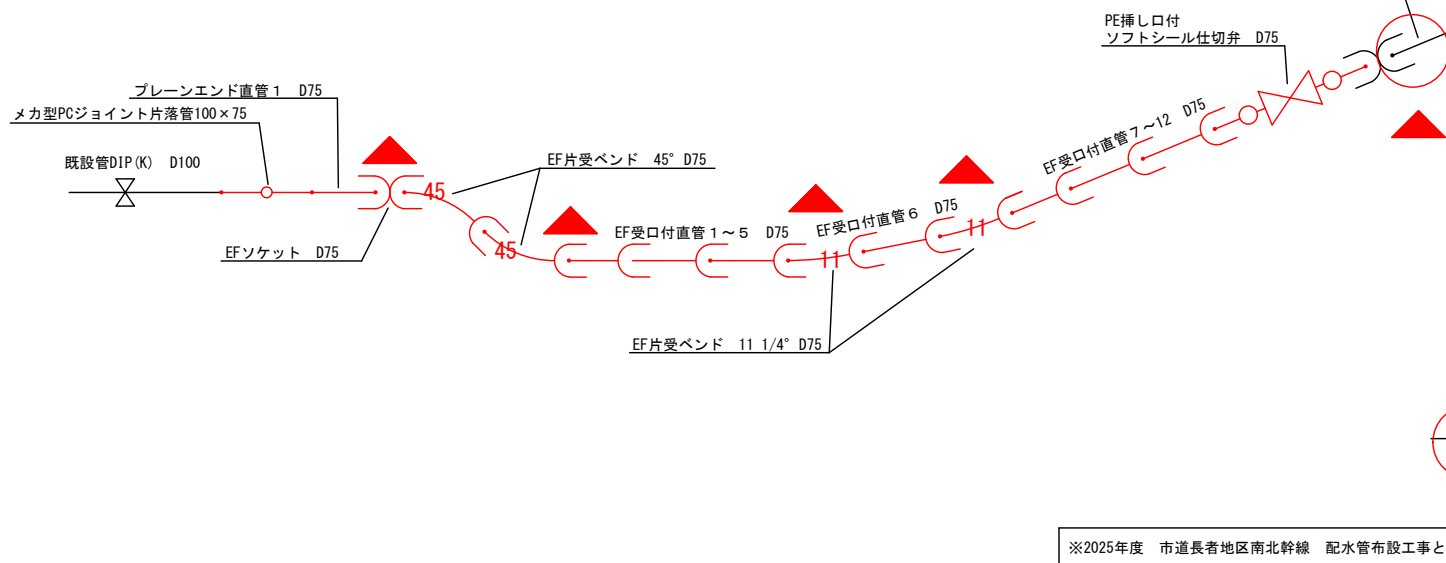 PE挿し口付
ソフトシール仕切弁　D75
プレーンエンド直管１　D75
メカ型PCジョイント片落管100×75
既設管DIP(K)　D100
EF片受ベンド　45°D75
EF受口付直管７～12　D75
45
EF受口付直管１～５　D75
EF受口付直管６　D75
11
EFソケット　D75
45
11
EF片受ベンド　11 1/4°D75
※2025年度　市道長者地区南北幹線　配水管布設工事と